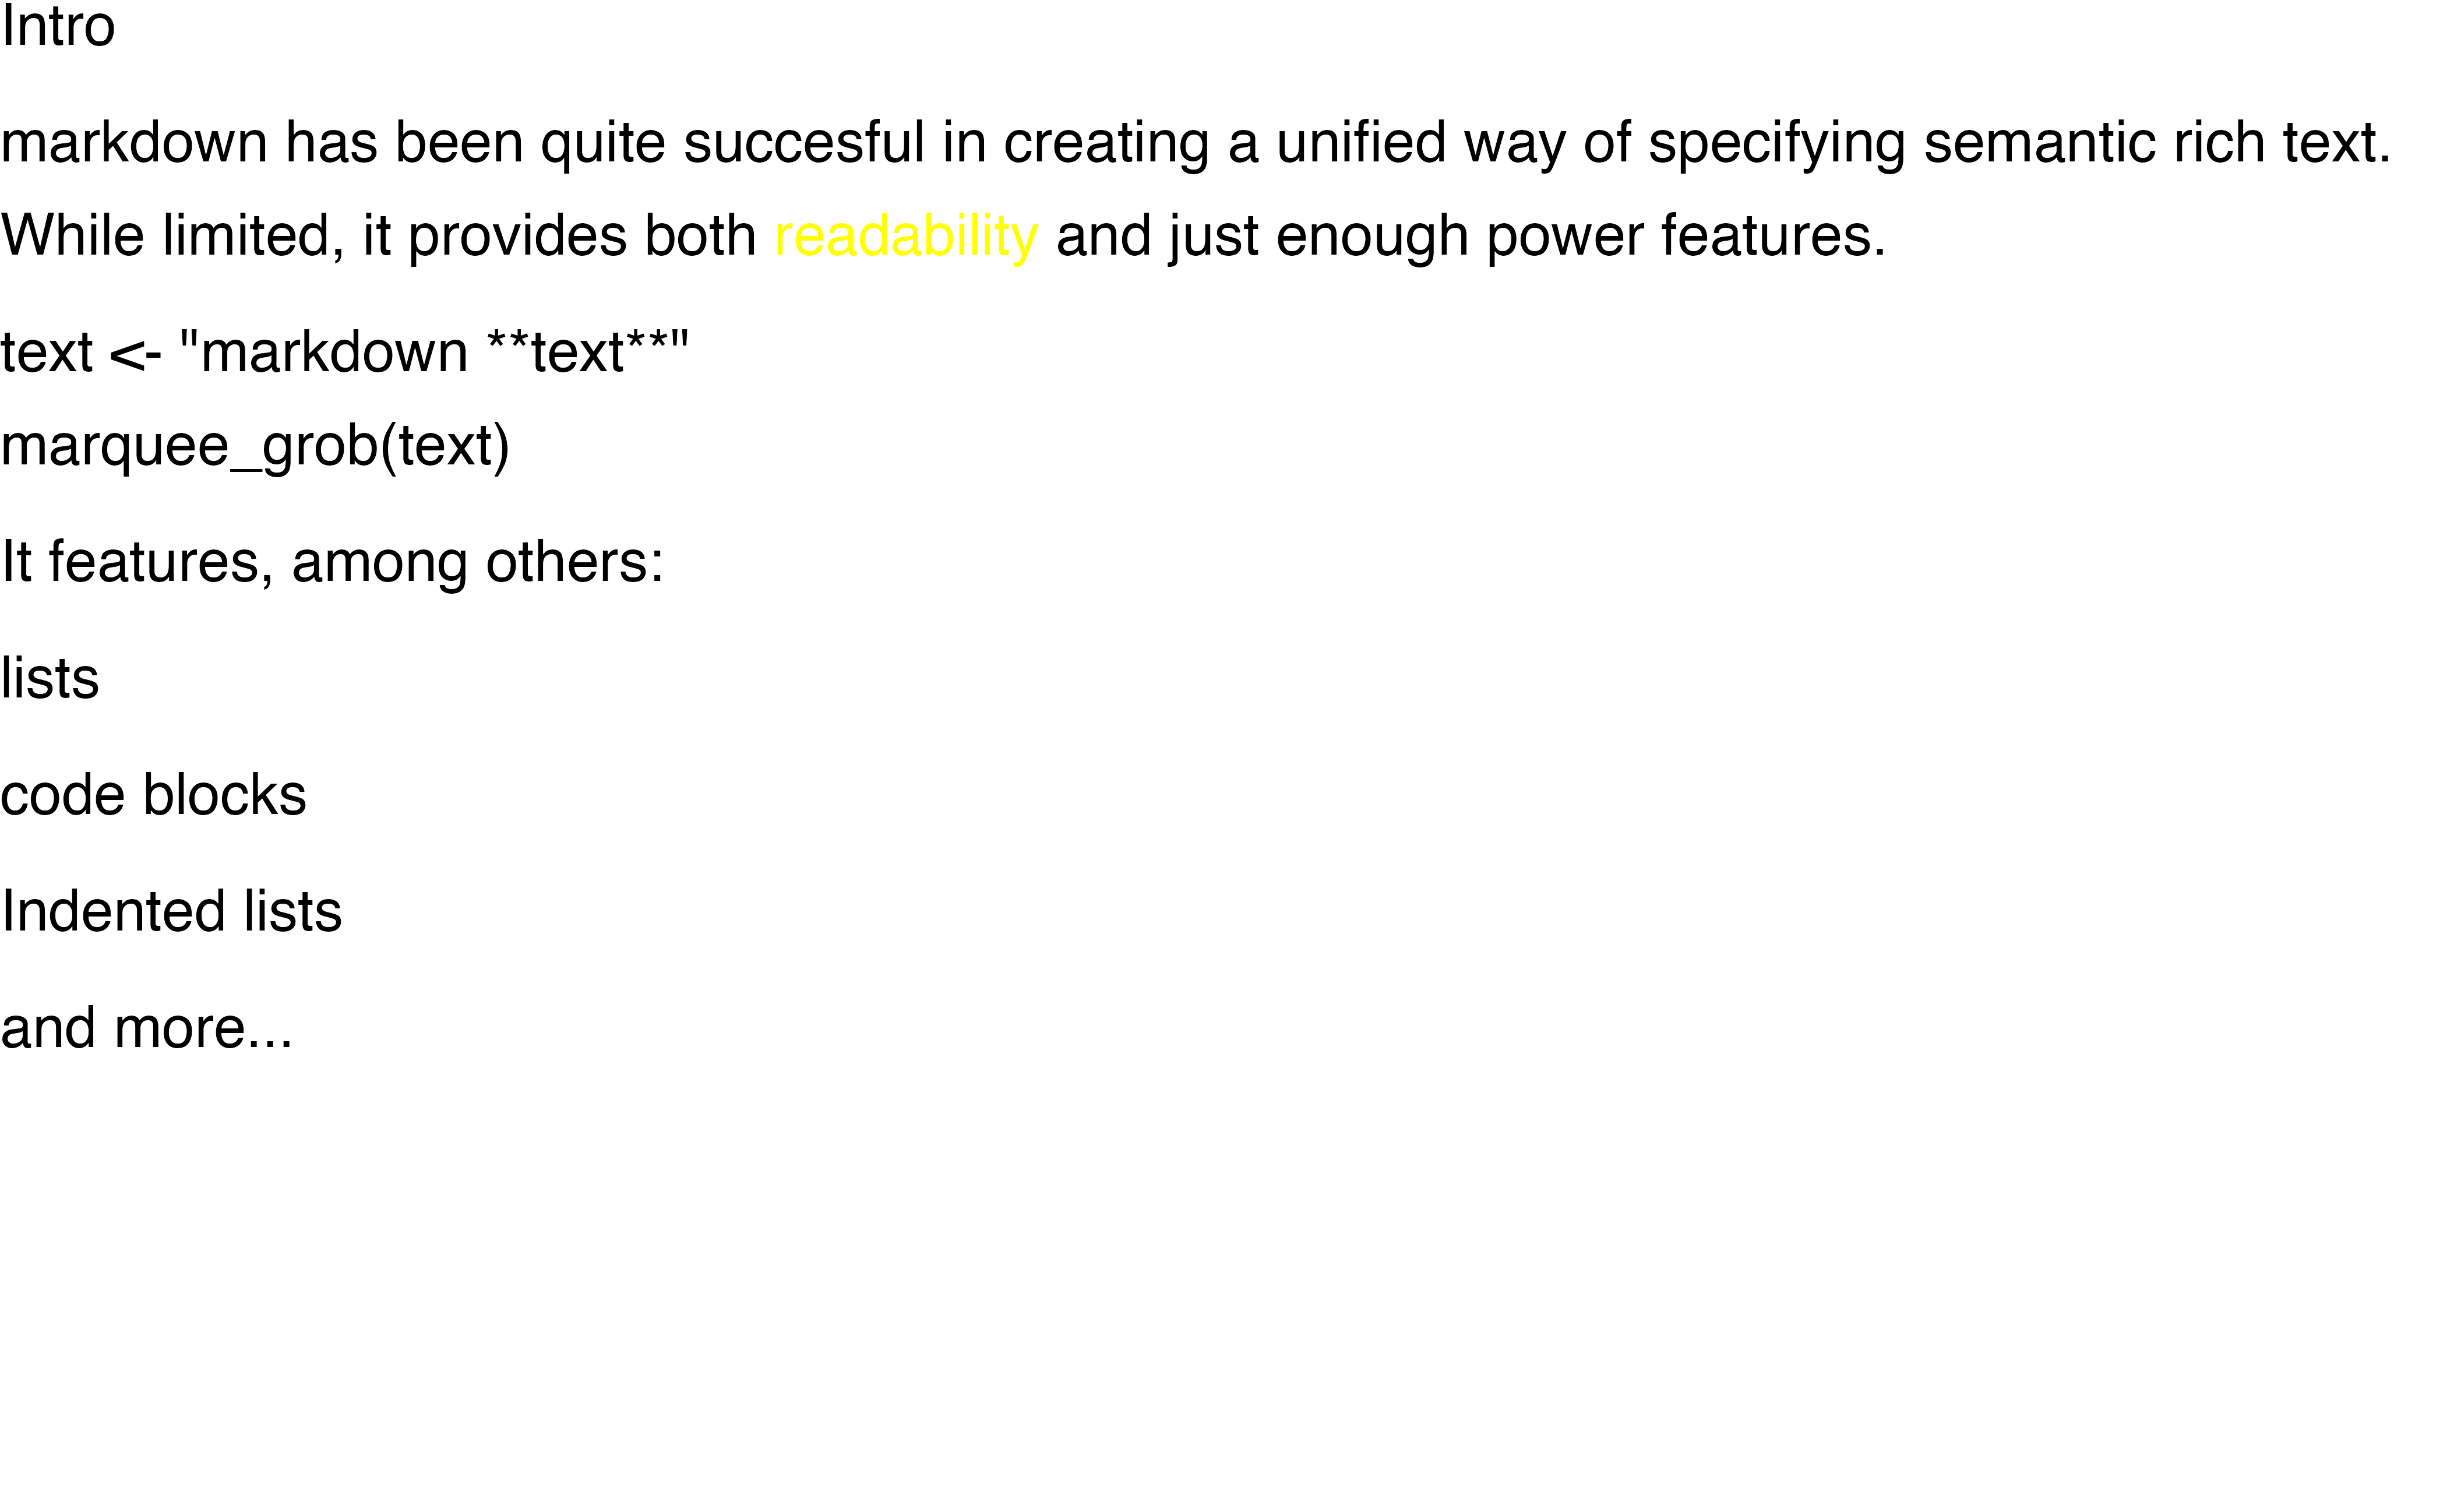 Intro
markdown has been quite succesful in creating a unified way of specifying semantic rich text.
While limited, it provides both readability and just enough power features.
text <- "markdown **text**"
marquee_grob(text)
It features, among others:
lists
code blocks
Indented lists
and more...